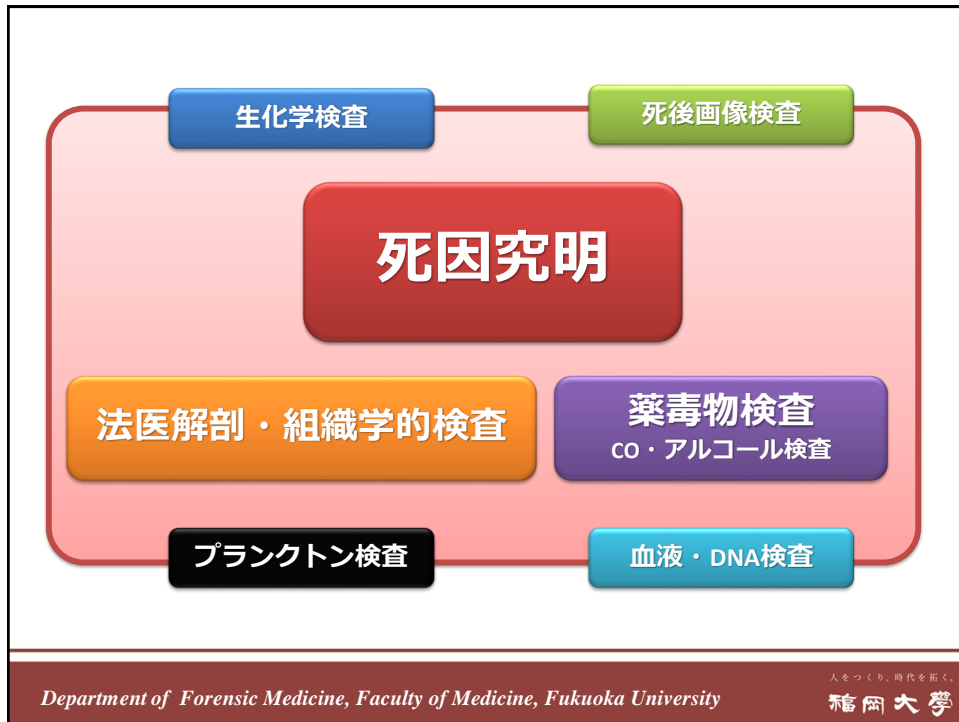 生化学検査
死後画像検査
死因究明
法医解剖・組織学的検査
薬毒物検査
CO・アルコール検査
プランクトン検査
血液・DNA検査
人をつくり、時代を拓く。
Department of Forensic Medicine, Faculty of Medicine, Fukuoka University
福岡大學